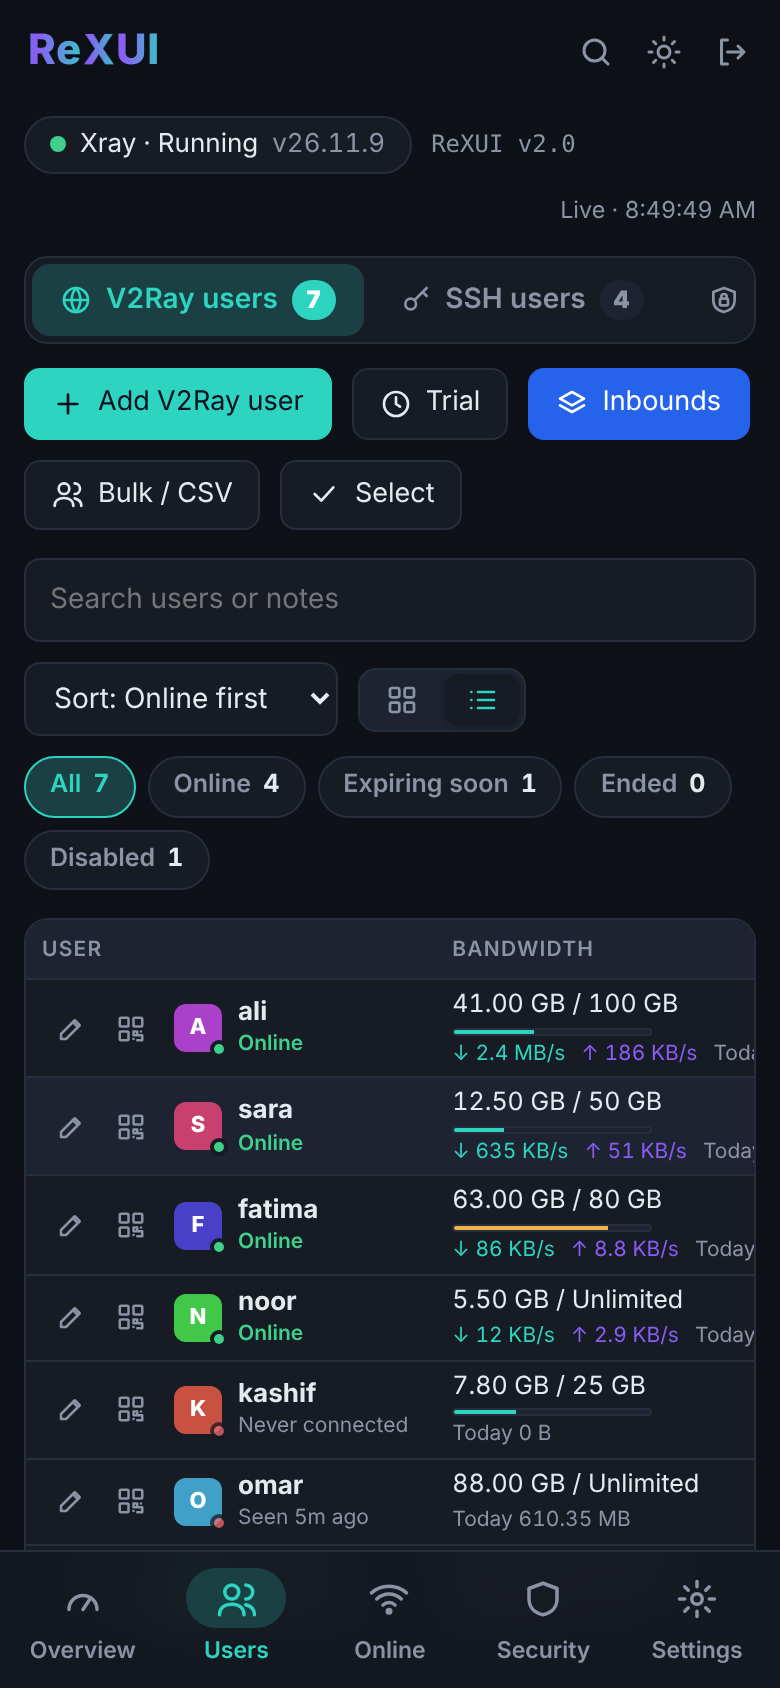 ReXUI
Xray · Running v26.11.9 ReXUI v2.0
Live · 8:49:49 AM
V2Ray users 7 SSH users 4
Add V2Ray user Trial Inbounds
Bulk / CSV Select
Search users or notes
Sort: Online first
All 7 Online 4 Expiring soon 1 Ended 0
Disabled 1
USER BANDWIDTH
A ali 41.00 GB / 100 GB
Online ↓ 2.4 MB/s ↑ 186 KB/s Toda
S sara 12.50 GB / 50 GB
Online ↓ 635 KB/s ↑ 51 KB/s Today
F fatima 63.00 GB / 80 GB
Online ↓ 86 KB/s ↑ 8.8 KB/s Today
N noor 5.50 GB / Unlimited
Online ↓ 12 KB/s ↑ 2.9 KB/s Today
K kashif 7.80 GB / 25 GB
Never connected Today 0 B
O omar 88.00 GB / Unlimited
Seen 5m ago Today 610.35 MB
Overview Users Online Security Settings